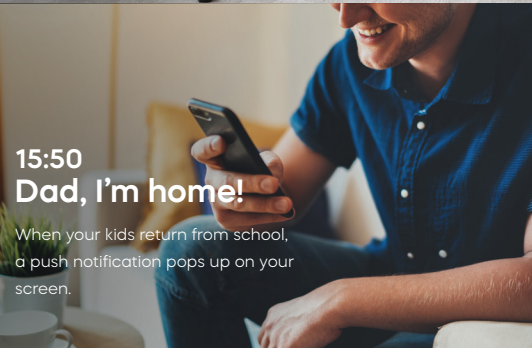 15:50
Dad, I’m home!
When your kids return from school,
a push notification pops up on your
screen.